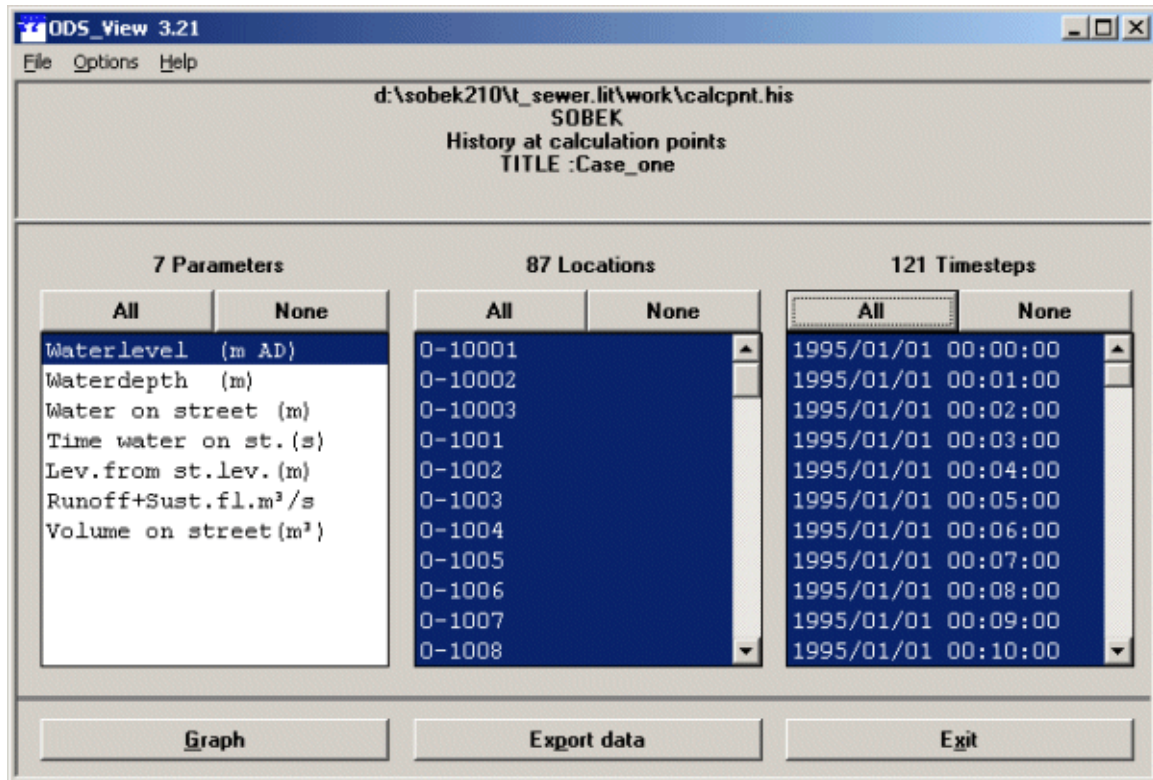 ODS_View 3.21
File Options Help
d:\sobek210\t_sewer.lit\work\calcpnt.his
SOBEK
History at calculation points
TITLE :Case_one
7 Parameters
All None
Waterlevel (m AD)
Waterdepth (m)
Water on street (m)
Time water on st.(s)
Lev.from st.lev.(m)
Runoff+Sust.fl.m³/s
Volume on street(m³)
87 Locations
All None
0-10001
0-10002
0-10003
0-1001
0-1002
0-1003
0-1004
0-1005
0-1006
0-1007
0-1008
121 Timesteps
All None
1995/01/01 00:00:00
1995/01/01 00:01:00
1995/01/01 00:02:00
1995/01/01 00:03:00
1995/01/01 00:04:00
1995/01/01 00:05:00
1995/01/01 00:06:00
1995/01/01 00:07:00
1995/01/01 00:08:00
1995/01/01 00:09:00
1995/01/01 00:10:00
Graph
Export data
Exit